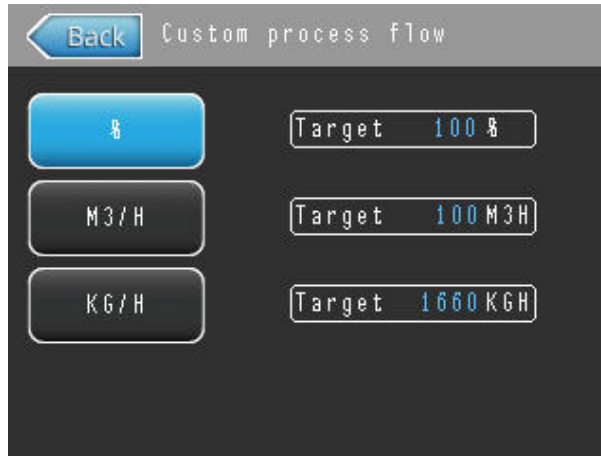 Back Custom process flow
% Target 100 %
M3/H Target 100 M3H
KG/H Target 1660 KGH